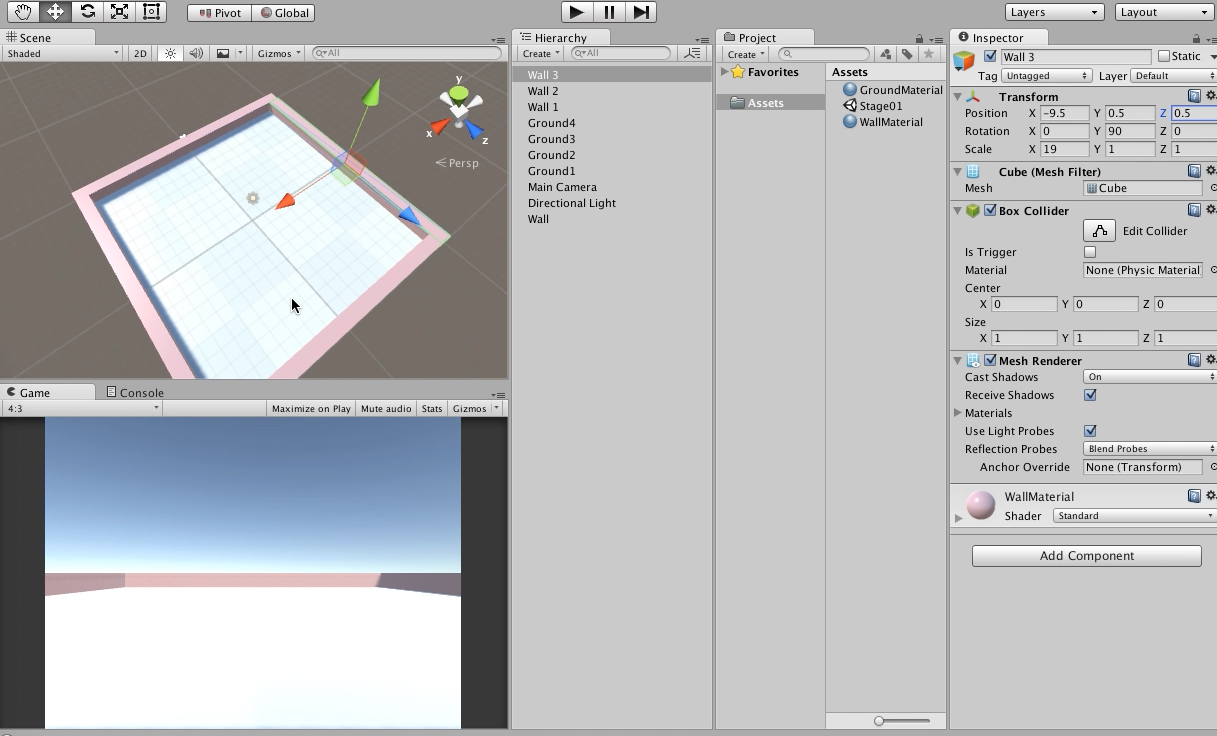 Pivot Global Layers Layout
Scene
Shaded 2D Gizmos All
y
x
z
Persp
Game Console
4:3 Maximize on Play Mute audio Stats Gizmos
Hierarchy
Create All
Wall 3
Wall 2
Wall 1
Ground4
Ground3
Ground2
Ground1
Main Camera
Directional Light
Wall
Project
Create
Favorites
Assets
Assets
GroundMaterial
Stage01
WallMaterial
Inspector
Wall 3 Static
Tag Untagged Layer Default
Transform
Position X -9.5 Y 0.5 Z 0.5
Rotation X 0 Y 90 Z 0
Scale X 19 Y 1 Z 1
Cube (Mesh Filter)
Mesh Cube
Box Collider
Edit Collider
Is Trigger
Material None (Physic Material
Center
X 0 Y 0 Z 0
Size
X 1 Y 1 Z 1
Mesh Renderer
Cast Shadows On
Receive Shadows
Materials
Use Light Probes
Reflection Probes Blend Probes
Anchor Override None (Transform)
WallMaterial
Shader Standard
Add Component